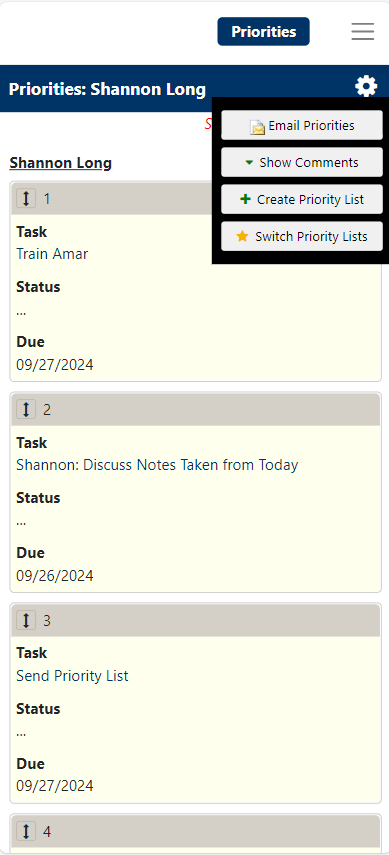 Priorities
Priorities: Shannon Long
S
Email Priorities
Show Comments
Create Priority List
Switch Priority Lists
Shannon Long
1
Task
Train Amar
Status
...
Due
09/27/2024
2
Task
Shannon: Discuss Notes Taken from Today
Status
...
Due
09/26/2024
3
Task
Send Priority List
Status
...
Due
09/27/2024
4